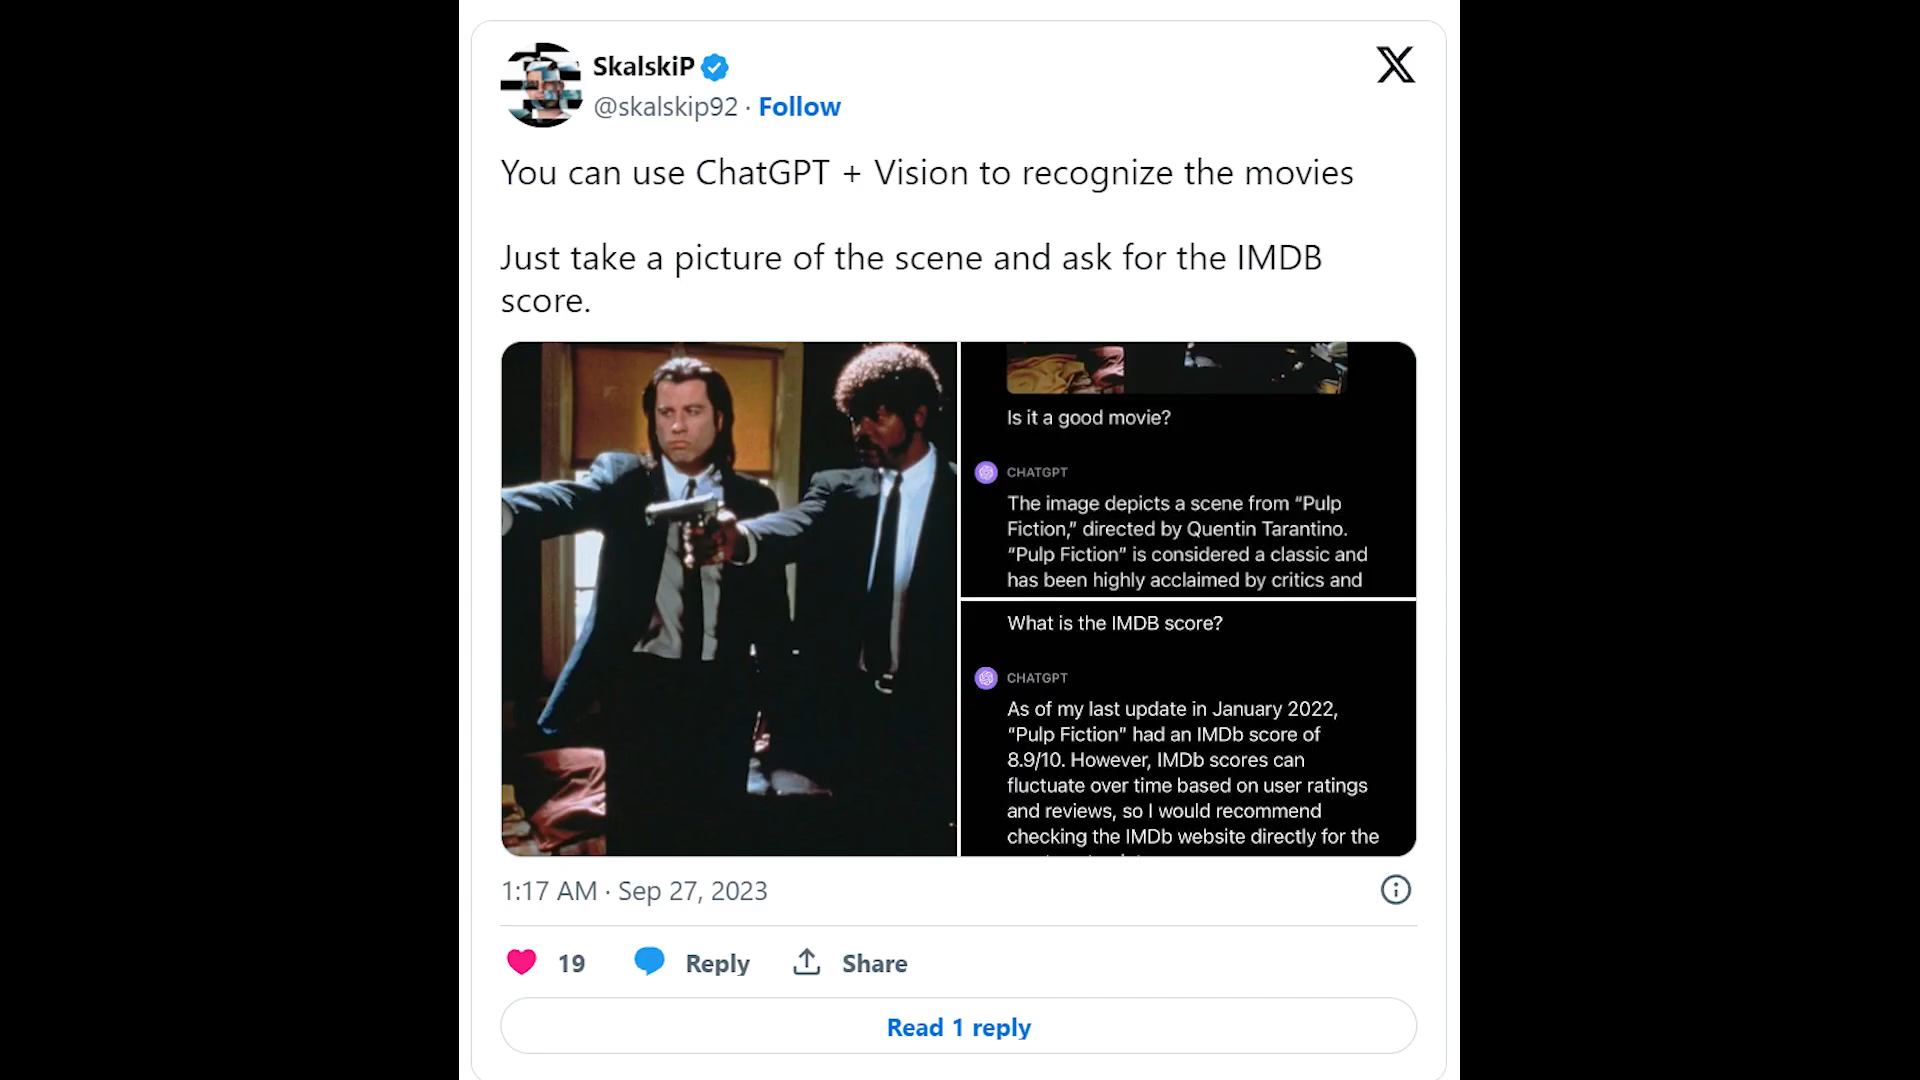 SkalskiP
@skalskip92 · Follow
You can use ChatGPT + Vision to recognize the movies
Just take a picture of the scene and ask for the IMDB
score.
Is it a good movie?
CHATGPT
The image depicts a scene from “Pulp
Fiction,” directed by Quentin Tarantino.
“Pulp Fiction” is considered a classic and
has been highly acclaimed by critics and
What is the IMDB score?
CHATGPT
As of my last update in January 2022,
“Pulp Fiction” had an IMDb score of
8.9/10. However, IMDb scores can
fluctuate over time based on user ratings
and reviews, so I would recommend
checking the IMDb website directly for the
1:17 AM · Sep 27, 2023
19 Reply Share
Read 1 reply